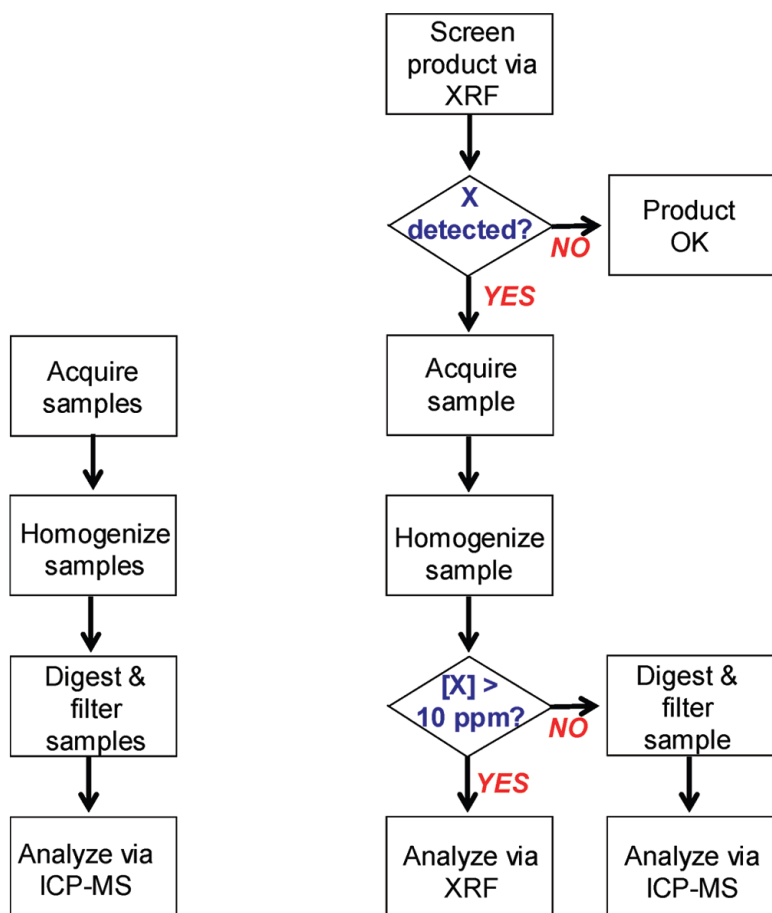 Acquire
samples
Homogenize
samples
Digest &
filter
samples
Analyze via
ICP-MS
Screen
product via
XRF
X
detected?
NO
Product
OK
YES
Acquire
sample
Homogenize
sample
[X] >
10 ppm?
NO
Digest &
filter
sample
YES
Analyze via
XRF
Analyze via
ICP-MS